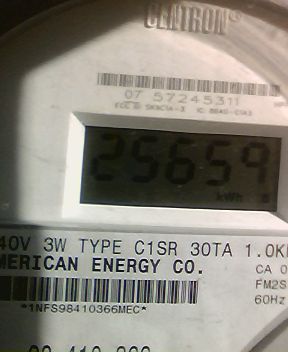 CENTRON®
07 57245311
25659
kWh
40V 3W TYPE C1SR 30TA 1.0K
MERICAN ENERGY CO.
CA 0
FM2S
60Hz
*1NFS98410366MEC*